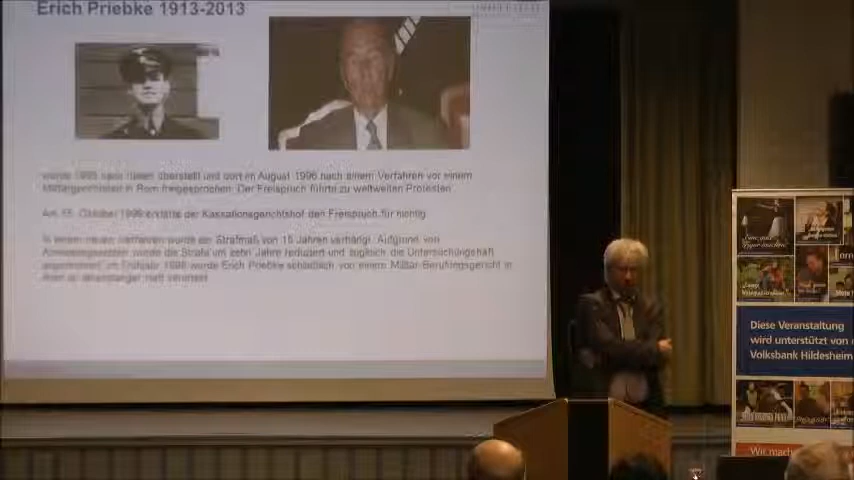 Erich Priebke 1913-2013
wurde 1995 nach Italien überstellt und dort im August 1996 nach einem Verfahren vor einem
Militärgerichtshof in Rom freigesprochen. Der Freispruch führte zu weltweiten Protesten.
Am 15. Oktober 1996 erklärte der Kassationsgerichtshof den Freispruch für nichtig.
In einem neuen Verfahren wurde ein Strafmaß von 15 Jahren verhängt. Aufgrund von
wurde die Strafe um zehn Jahre reduziert und zugleich die Untersuchungshaft
im Frühjahr 1998 wurde Erich Priebke schließlich von einem Militär-Berufungsgericht in
Rom zu lebenslanger Haft verurteilt
Diese Veranstaltung
wird unterstützt von
Volksbank Hildesheim
Wir mach